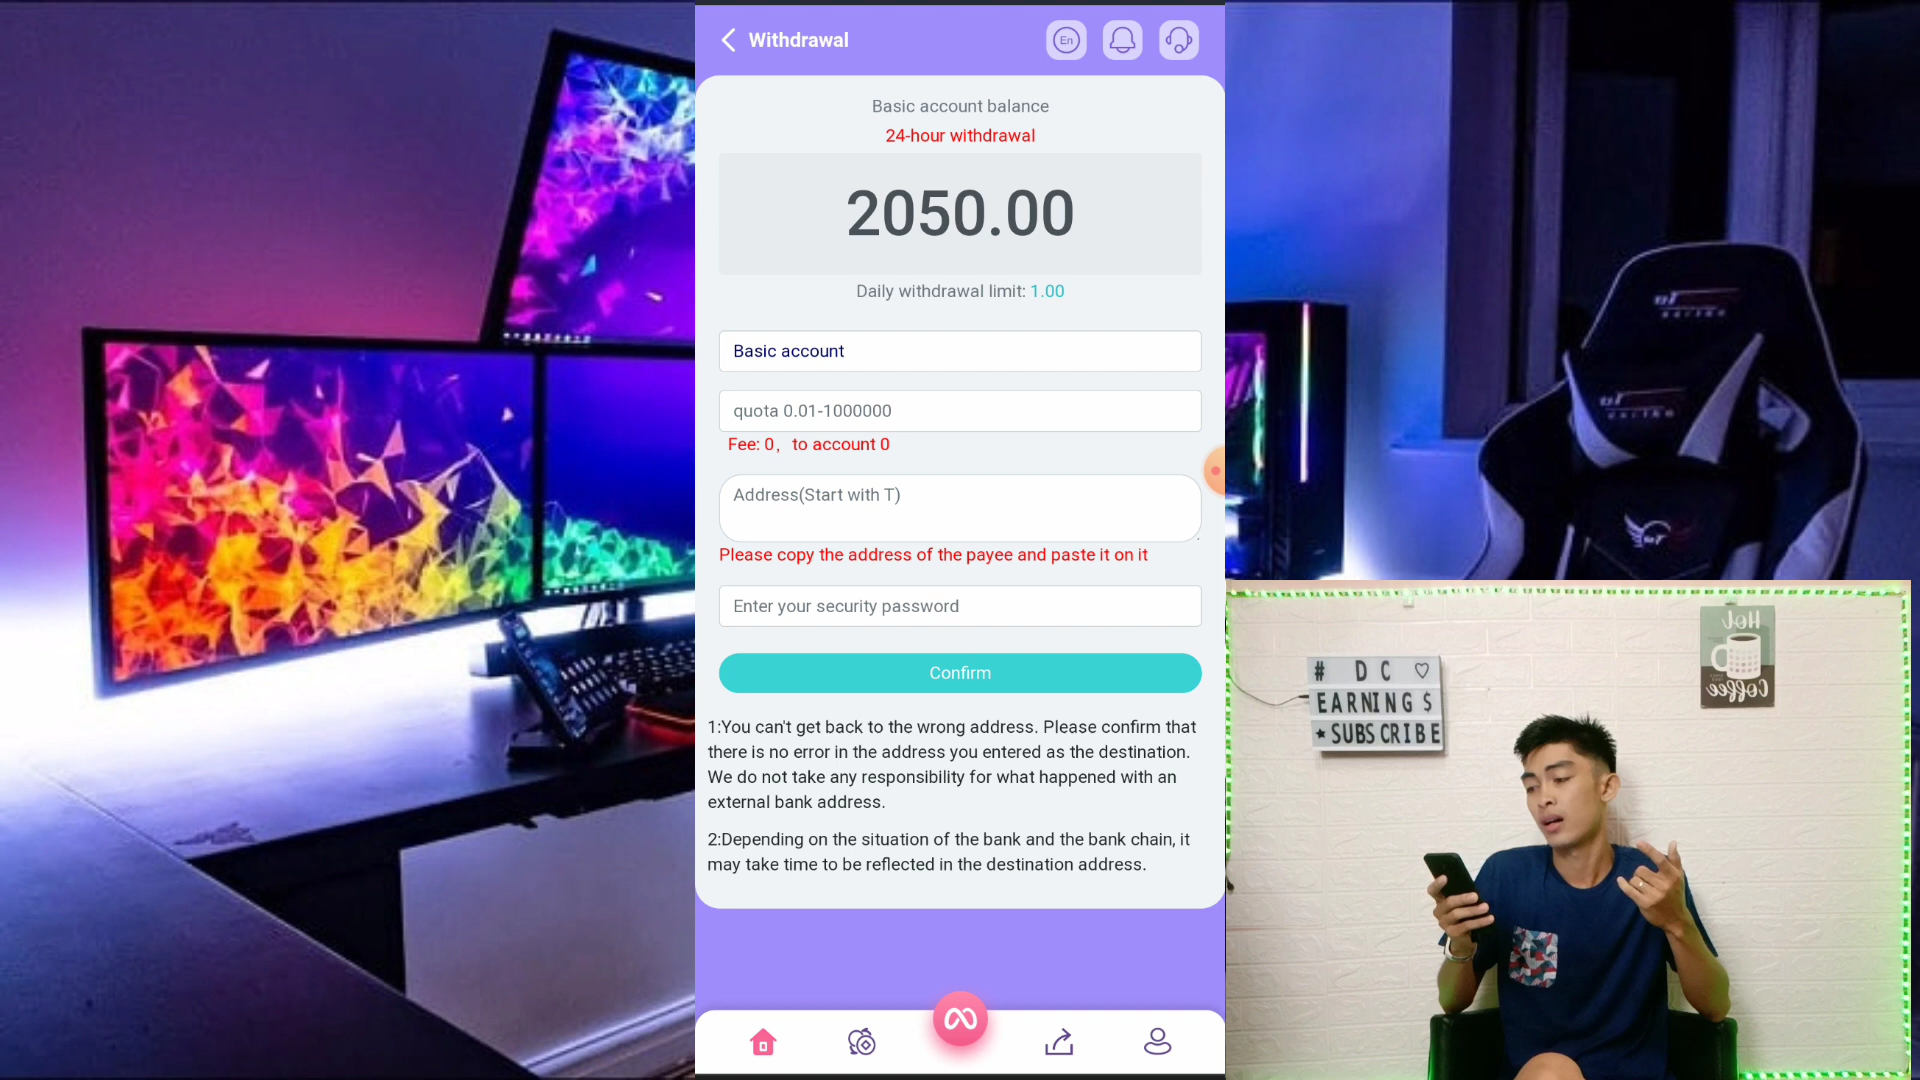 Withdrawal
En
Basic account balance
24-hour withdrawal
2050.00
Daily withdrawal limit: 1.00
Basic account
quota 0.01-1000000
Fee: 0,  to account 0
Address(Start with T)
Please copy the address of the payee and paste it on it
Enter your security password
Confirm
1:You can't get back to the wrong address. Please confirm that
there is no error in the address you entered as the destination.
We do not take any responsibility for what happened with an
external bank address.
2:Depending on the situation of the bank and the bank chain, it
may take time to be reflected in the destination address.
# D C ♡
EARNING $
★ SUBSCRIBE
Hot
Coffee